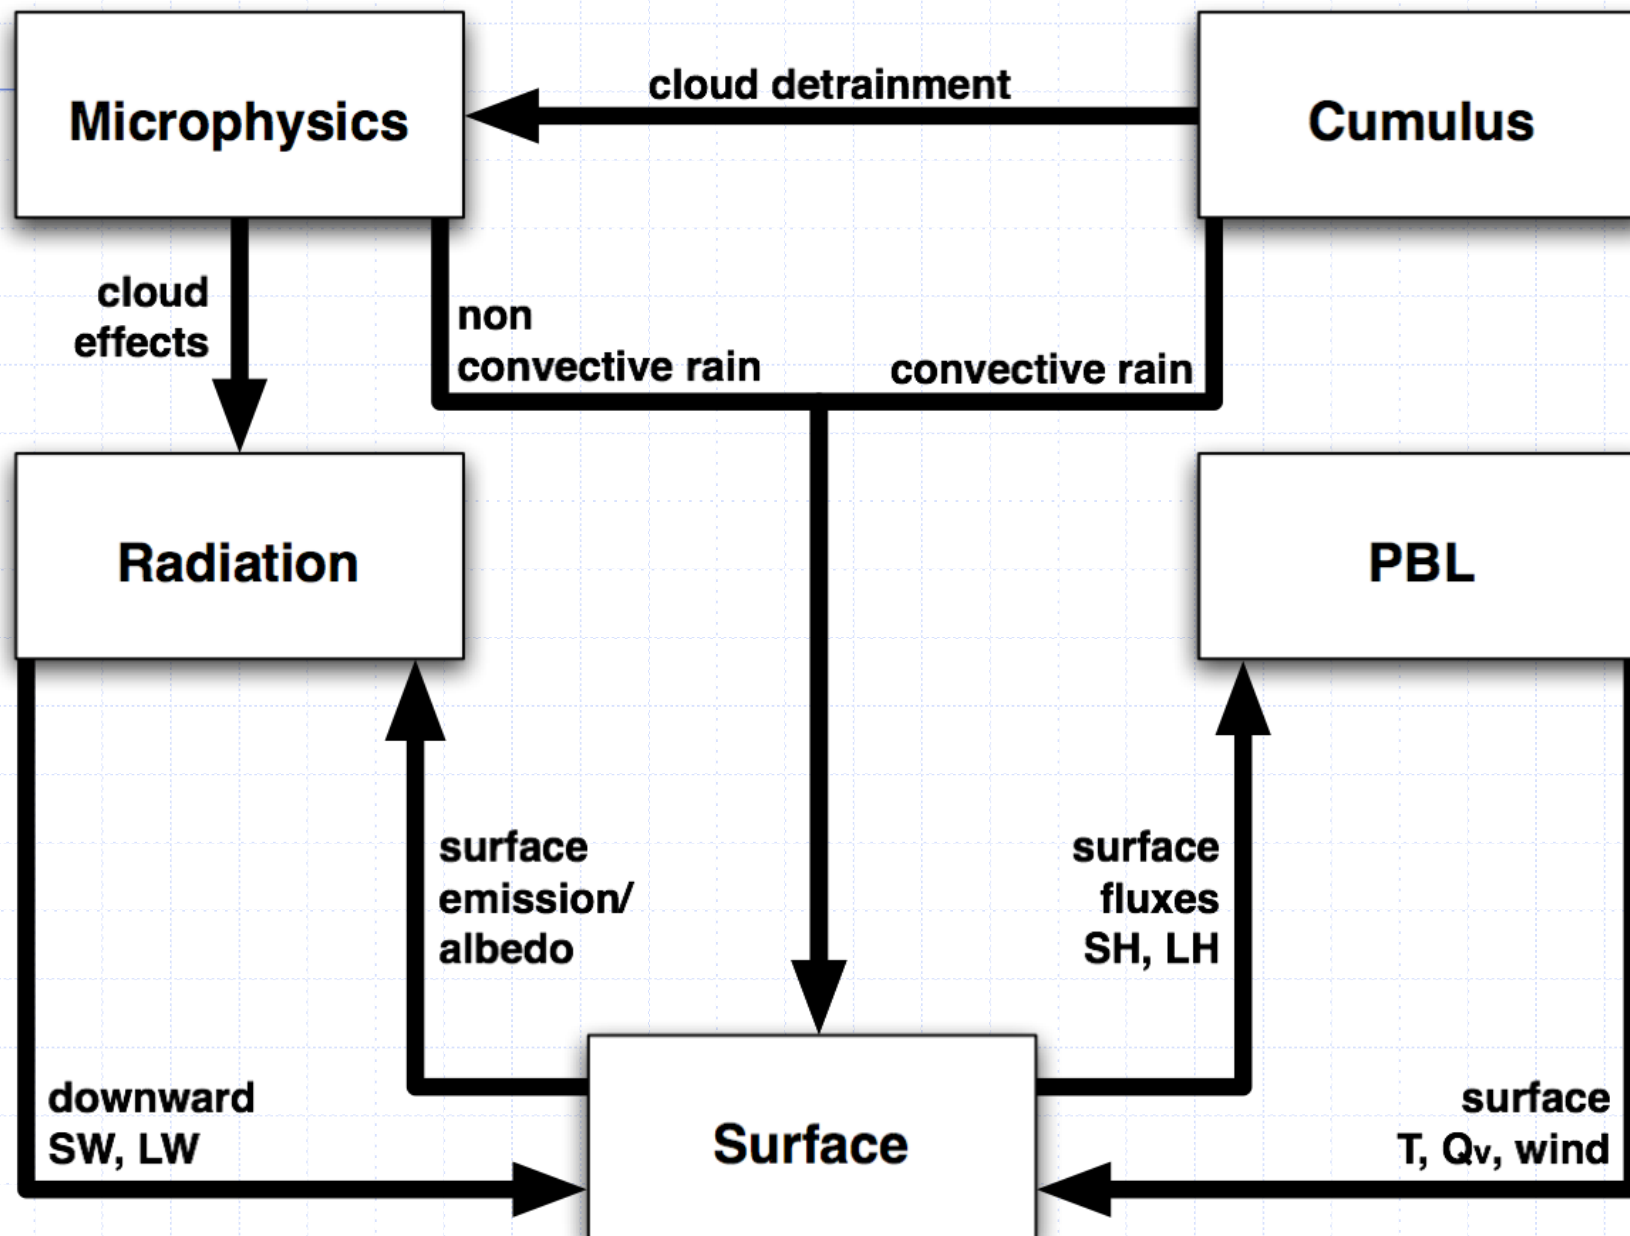 cloud detrainment
Microphysics
Cumulus
cloud
effects
non
convective rain
convective rain
Radiation
PBL
surface
emission/
albedo
surface
fluxes
SH, LH
downward
SW, LW
Surface
surface
T, Qv, wind